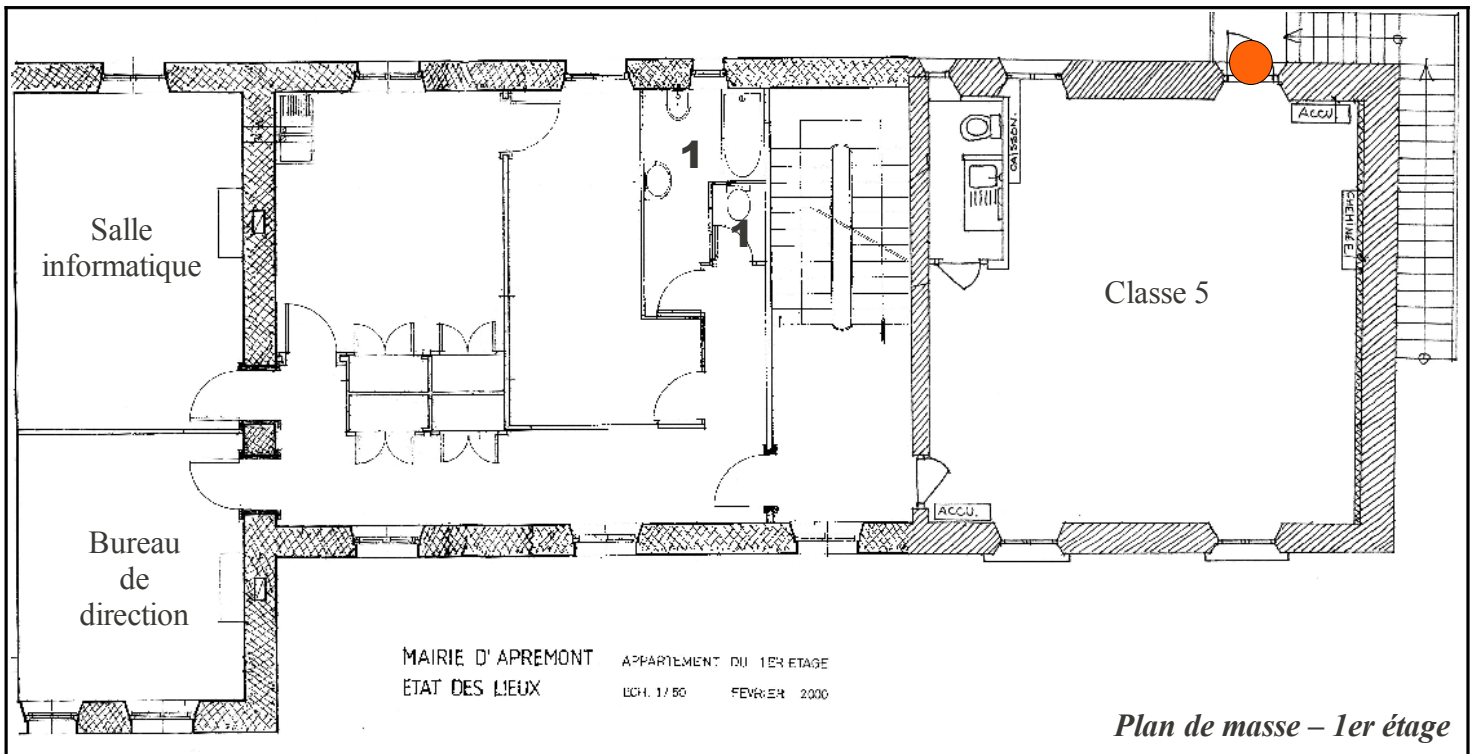 ACCU.
CAISSON.
1
CHEMINEE.
Salle
informatique
1
Classe 5
ACCU.
Bureau
de
direction
MAIRIE D'APREMONT APPARTEMENT DU 1ER ETAGE
ETAT DES LIEUX ECH. 1/50 FEVRIER 2000
Plan de masse – 1er étage